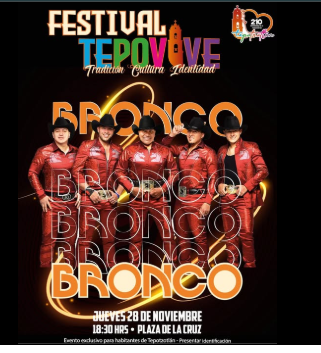 FESTIVAL
TEPOVIVE
Tradición Cultura Identidad
210
BRONCO
BRONCO
BRONCO
BRONCO
BRONCO
JUEVES 28 DE NOVIEMBRE
18:30 HRS • PLAZA DE LA CRUZ
Evento exclusivo para habitantes de Tepotzotlán - Presentar Identificación